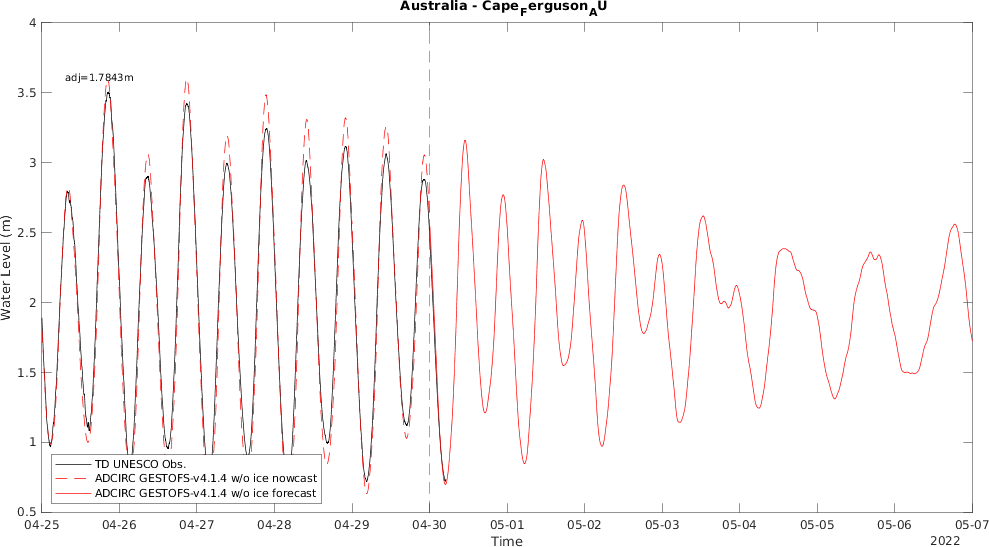 Australia - CapeFergusonAU
4
3.5
3
2.5
2
1.5
1
0.5
Water Level (m)
adj=1.7843m
TD UNESCO Obs.
ADCIRC GESTOFS-v4.1.4 w/o ice nowcast
ADCIRC GESTOFS-v4.1.4 w/o ice forecast
04-25 04-26 04-27 04-28 04-29 04-30 05-01 05-02 05-03 05-04 05-05 05-06 05-07
Time
2022